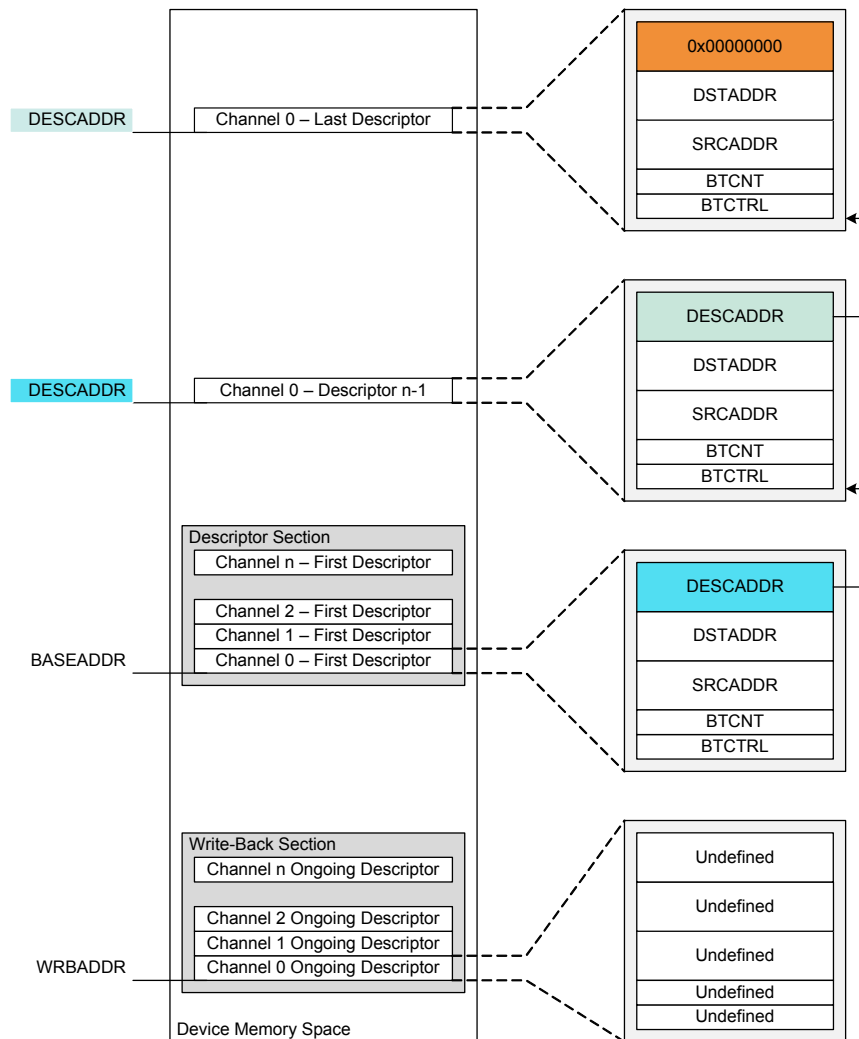 0x00000000
DSTADDR
SRCADDR
BTCNT
BTCTRL
DESCADDR
Channel 0 – Last Descriptor
DESCADDR
DSTADDR
SRCADDR
BTCNT
BTCTRL
DESCADDR
Channel 0 – Descriptor n-1
Descriptor Section
Channel n – First Descriptor
Channel 2 – First Descriptor
Channel 1 – First Descriptor
Channel 0 – First Descriptor
BASEADDR
DESCADDR
DSTADDR
SRCADDR
BTCNT
BTCTRL
Write-Back Section
Channel n Ongoing Descriptor
Channel 2 Ongoing Descriptor
Channel 1 Ongoing Descriptor
Channel 0 Ongoing Descriptor
WRBADDR
Undefined
Undefined
Undefined
Undefined
Undefined
Device Memory Space